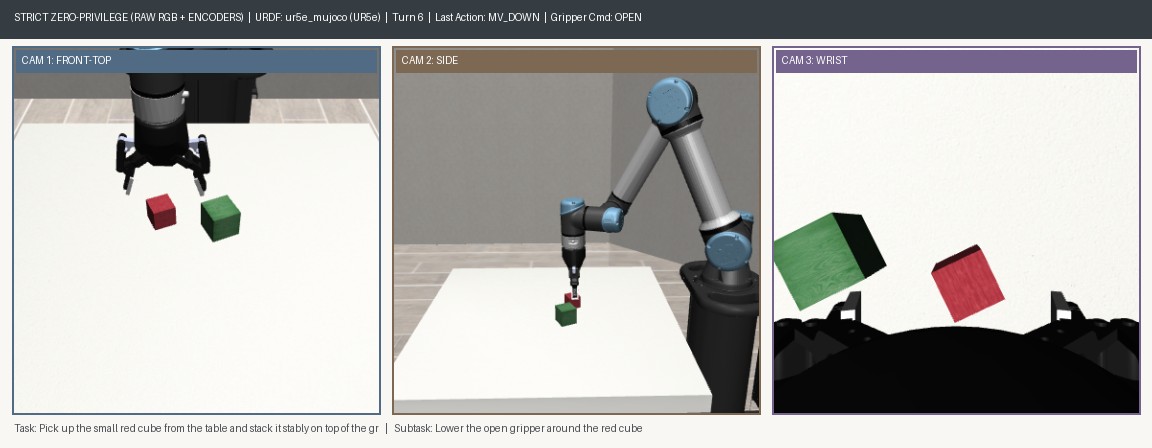 STRICT ZERO-PRIVILEGE (RAW RGB + ENCODERS) | URDF: ur5e_mujoco (UR5e) | Turn 6 | Last Action: MV_DOWN | Gripper Cmd: OPEN
CAM 1: FRONT-TOP
CAM 2: SIDE
CAM 3: WRIST
Task: Pick up the small red cube from the table and stack it stably on top of the gr | Subtask: Lower the open gripper around the red cube